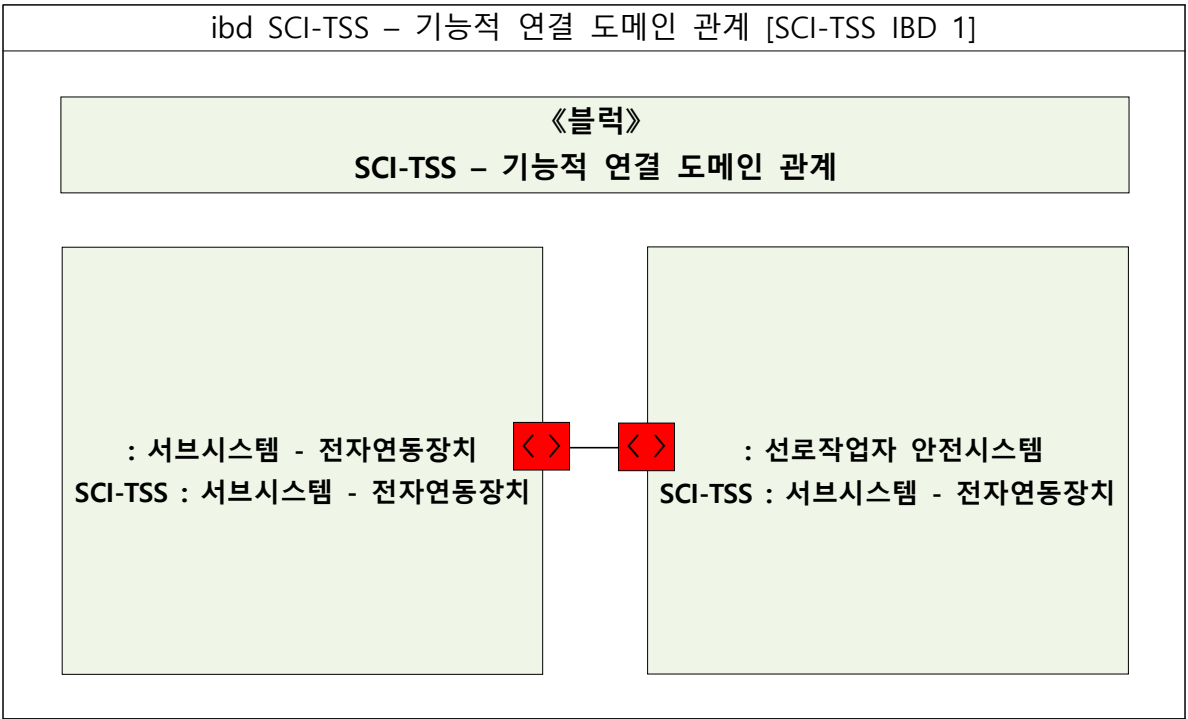 ibd SCI-TSS – 기능적 연결 도메인 관계 [SCI-TSS IBD 1]
《블럭》
SCI-TSS – 기능적 연결 도메인 관계
: 서브시스템 - 전자연동장치
SCI-TSS : 서브시스템 - 전자연동장치
: 선로작업자 안전시스템
SCI-TSS : 서브시스템 - 전자연동장치